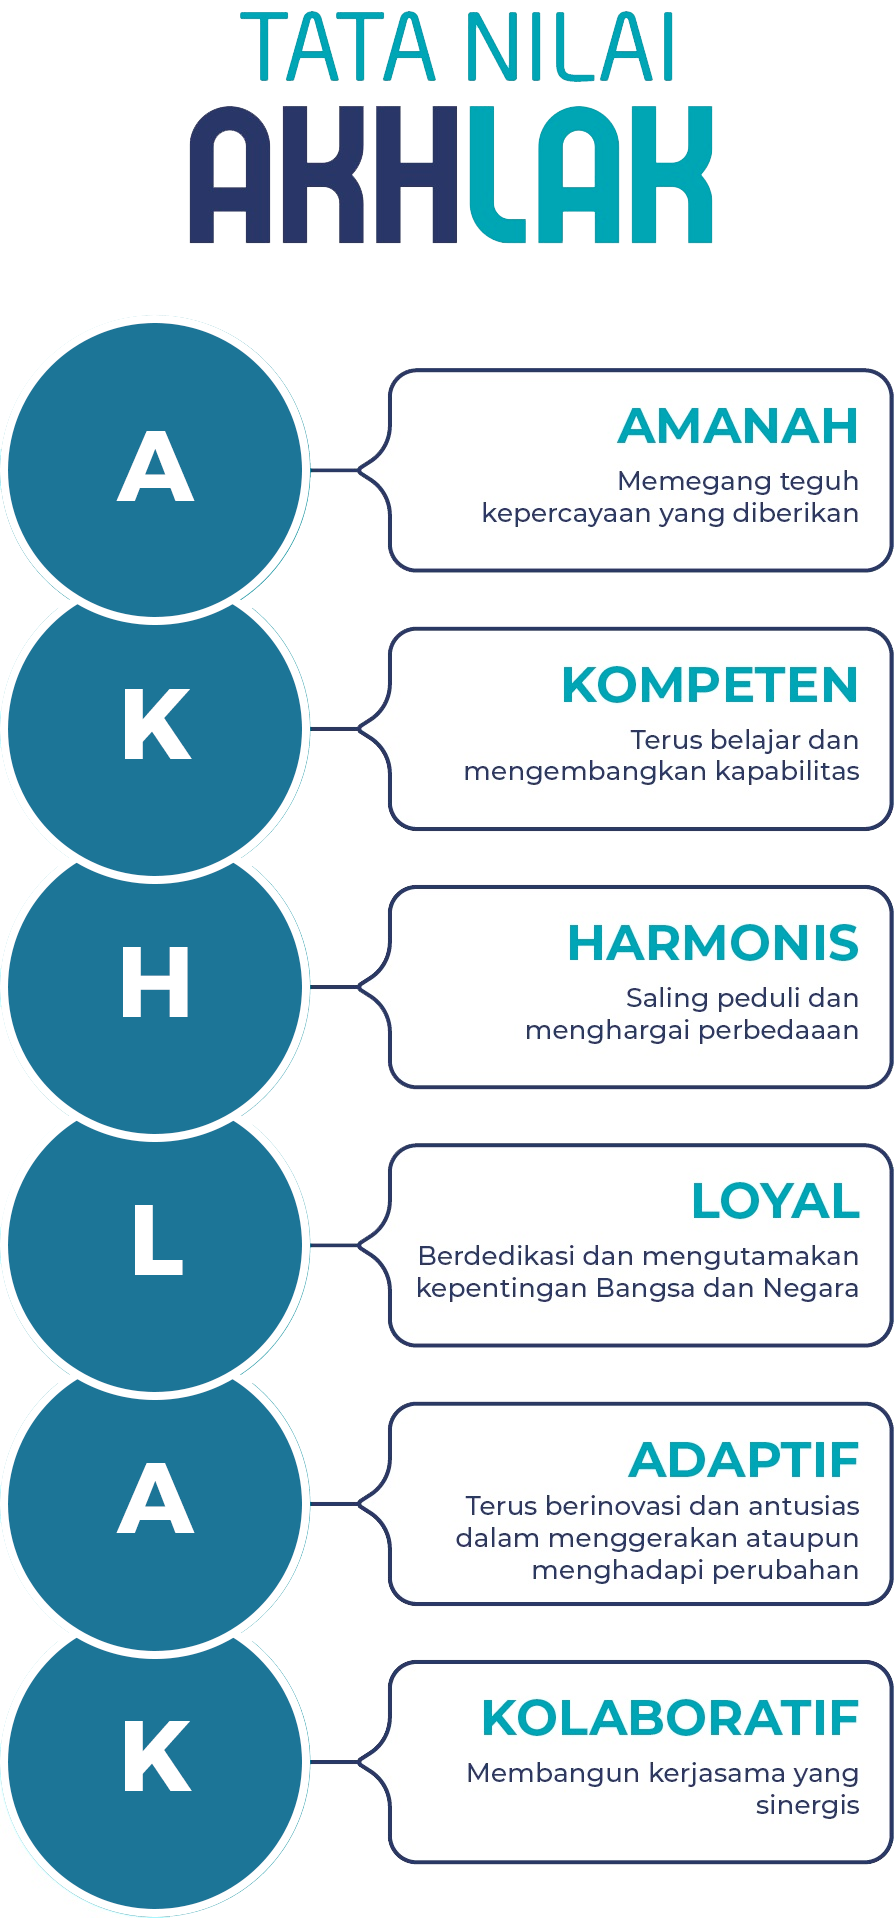 TATA NILAI
AKHLAK
A
AMANAH
Memegang teguh
kepercayaan yang diberikan
K
KOMPETEN
Terus belajar dan
mengembangkan kapabilitas
H
HARMONIS
Saling peduli dan
menghargai perbedaaan
L
LOYAL
Berdedikasi dan mengutamakan
kepentingan Bangsa dan Negara
A
ADAPTIF
Terus berinovasi dan antusias
dalam menggerakan ataupun
menghadapi perubahan
K
KOLABORATIF
Membangun kerjasama yang
sinergis